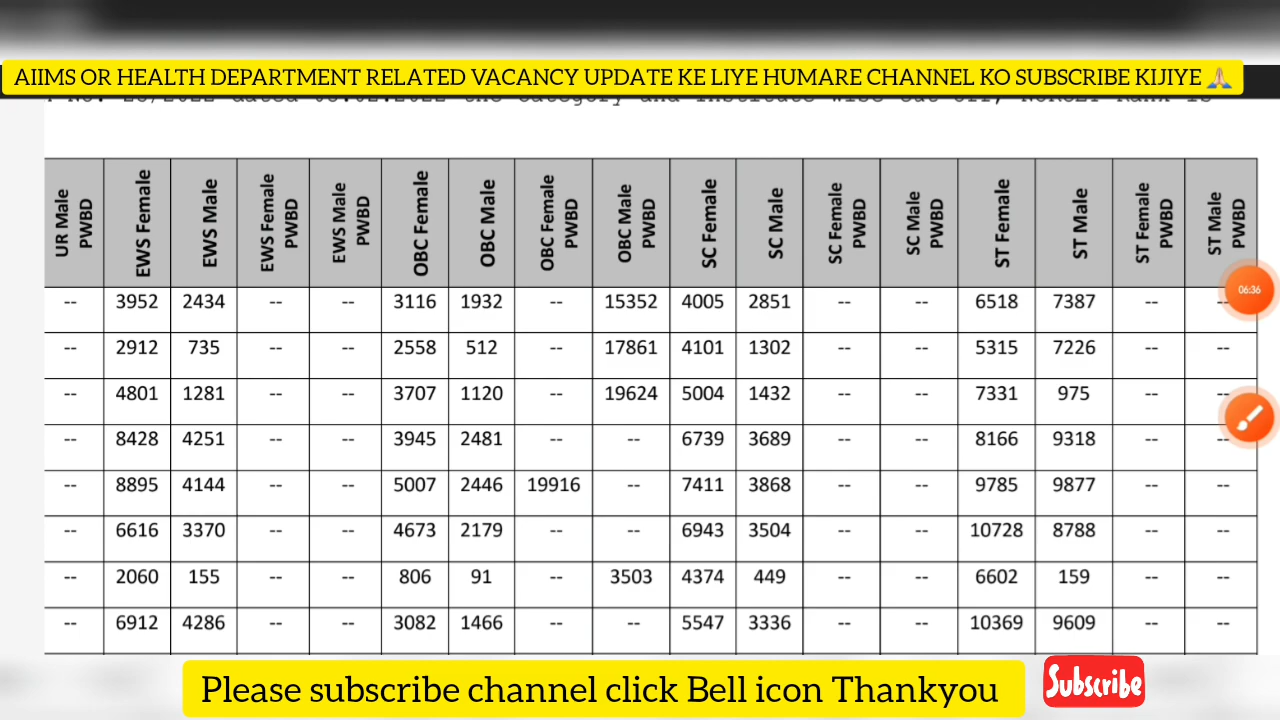 AIIMS OR HEALTH DEPARTMENT RELATED VACANCY UPDATE KE LIYE HUMARE CHANNEL KO SUBSCRIBE KIJIYE 🙏
UR Male PWBD EWS Female EWS Male EWS Female PWBD EWS Male PWBD OBC Female OBC Male OBC Female PWBD OBC Male PWBD SC Female SC Male SC Female PWBD SC Male PWBD ST Female ST Male ST Female PWBD ST Male PWBD
-- 3952 2434 -- -- 3116 1932 -- 15352 4005 2851 -- -- 6518 7387 -- --
-- 2912 735 -- -- 2558 512 -- 17861 4101 1302 -- -- 5315 7226 -- --
-- 4801 1281 -- -- 3707 1120 -- 19624 5004 1432 -- -- 7331 975 -- --
-- 8428 4251 -- -- 3945 2481 -- -- 6739 3689 -- -- 8166 9318 -- --
-- 8895 4144 -- -- 5007 2446 19916 -- 7411 3868 -- -- 9785 9877 -- --
-- 6616 3370 -- -- 4673 2179 -- -- 6943 3504 -- -- 10728 8788 -- --
-- 2060 155 -- -- 806 91 -- 3503 4374 449 -- -- 6602 159 -- --
-- 6912 4286 -- -- 3082 1466 -- -- 5547 3336 -- -- 10369 9609 -- --
06:36
Please subscribe channel click Bell icon Thankyou
Subscribe